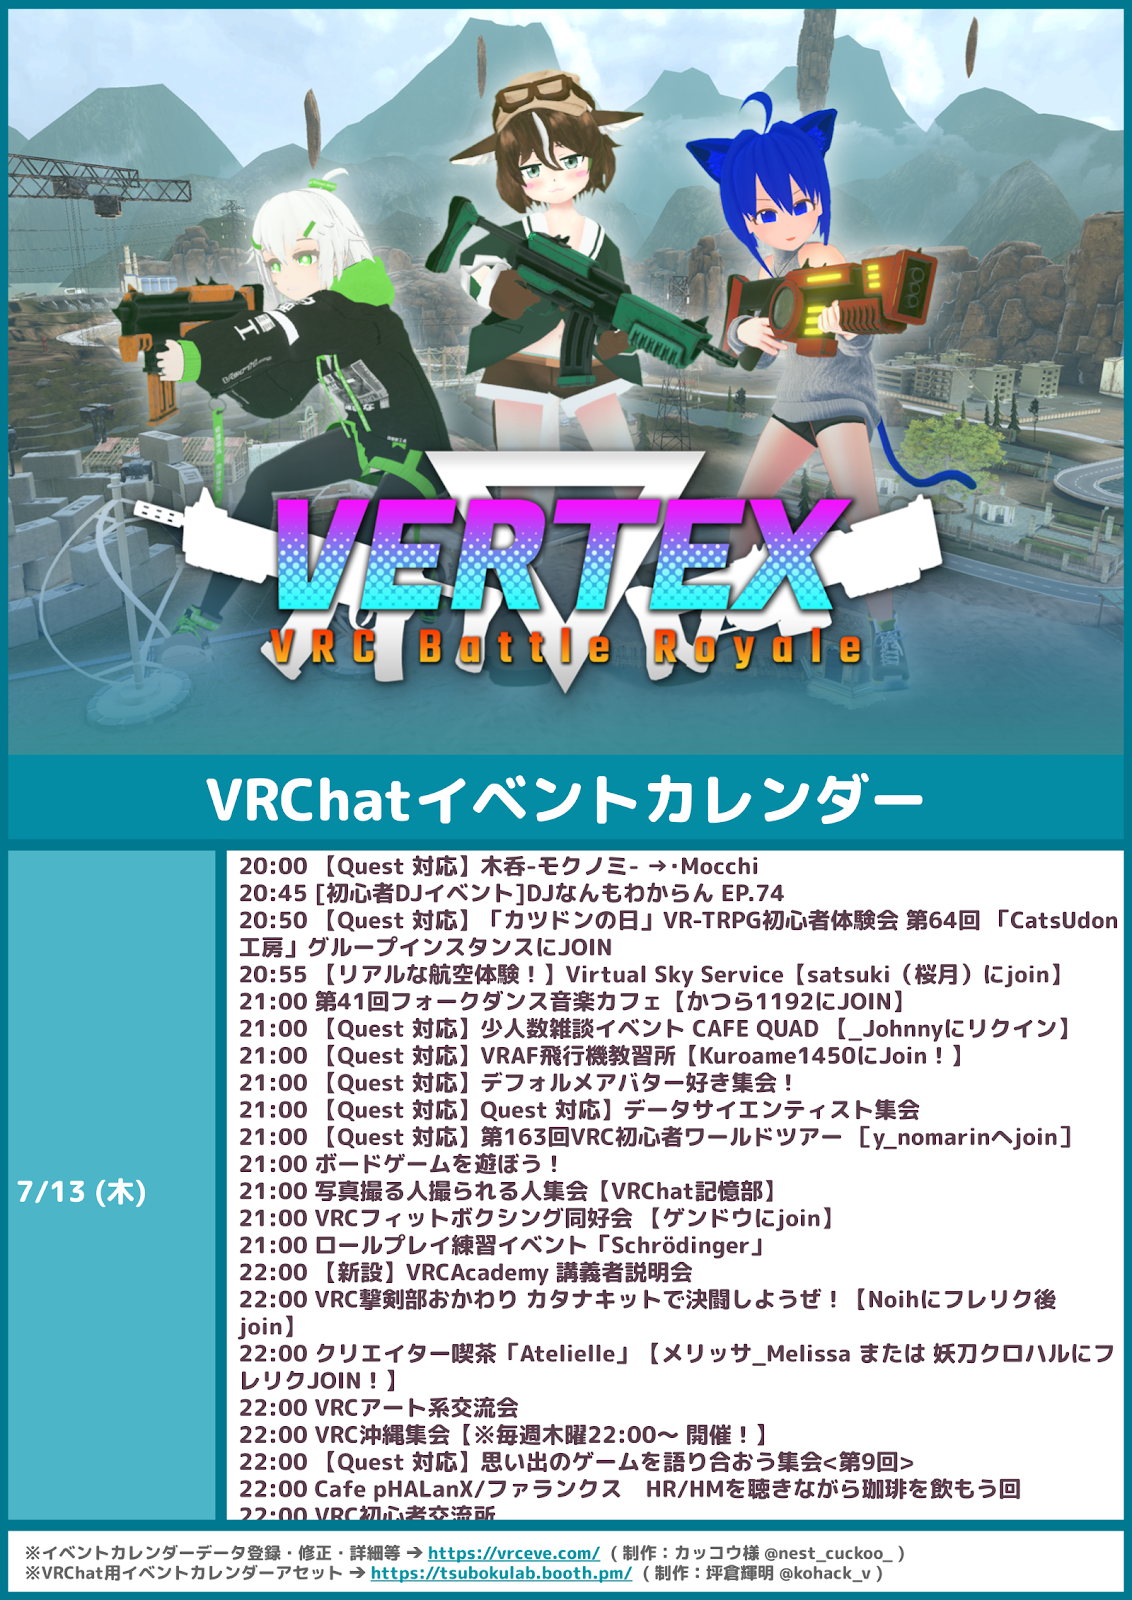 VERTEX
VRC Battle Royale
VRChatイベントカレンダー
7/13 (木)
20:00 【Quest 対応】木呑-モクノミ- →･Mocchi
20:45 [初心者DJイベント]DJなんもわからん EP.74
20:50 【Quest 対応】「カツドンの日」VR-TRPG初心者体験会 第64回 「CatsUdon
工房」グループインスタンスにJOIN
20:55 【リアルな航空体験！】Virtual Sky Service【satsuki（桜月）にjoin】
21:00 第41回フォークダンス音楽カフェ【かつら1192にJOIN】
21:00 【Quest 対応】少人数雑談イベント CAFE QUAD 【_Johnnyにリクイン】
21:00 【Quest 対応】VRAF飛行機教習所【Kuroame1450にJoin！】
21:00 【Quest 対応】デフォルメアバター好き集会！
21:00 【Quest 対応】Quest 対応】データサイエンティスト集会
21:00 【Quest 対応】第163回VRC初心者ワールドツアー ［y_nomarinへjoin］
21:00 ボードゲームを遊ぼう！
21:00 写真撮る人撮られる人集会【VRChat記憶部】
21:00 VRCフィットボクシング同好会 【ゲンドウにjoin】
21:00 ロールプレイ練習イベント「Schrödinger」
22:00 【新設】VRCAcademy 講義者説明会
22:00 VRC撃剣部おかわり カタナキットで決闘しようぜ！【Noihにフレリク後
join】
22:00 クリエイター喫茶「Atelielle」【メリッサ_Melissa または 妖刀クロハルにフ
レリクJOIN！】
22:00 VRCアート系交流会
22:00 VRC沖縄集会【※毎週木曜22:00～ 開催！】
22:00 【Quest 対応】思い出のゲームを語り合おう集会<第9回>
22:00 Cafe pHALanX/ファランクス　HR/HMを聴きながら珈琲を飲もう回
22:00 VRC初心者交流所
※イベントカレンダーデータ登録・修正・詳細等 → https://vrceve.com/ ( 制作：カッコウ様 @nest_cuckoo_ )
※VRChat用イベントカレンダーアセット → https://tsubokulab.booth.pm/ ( 制作：坪倉輝明 @kohack_v )